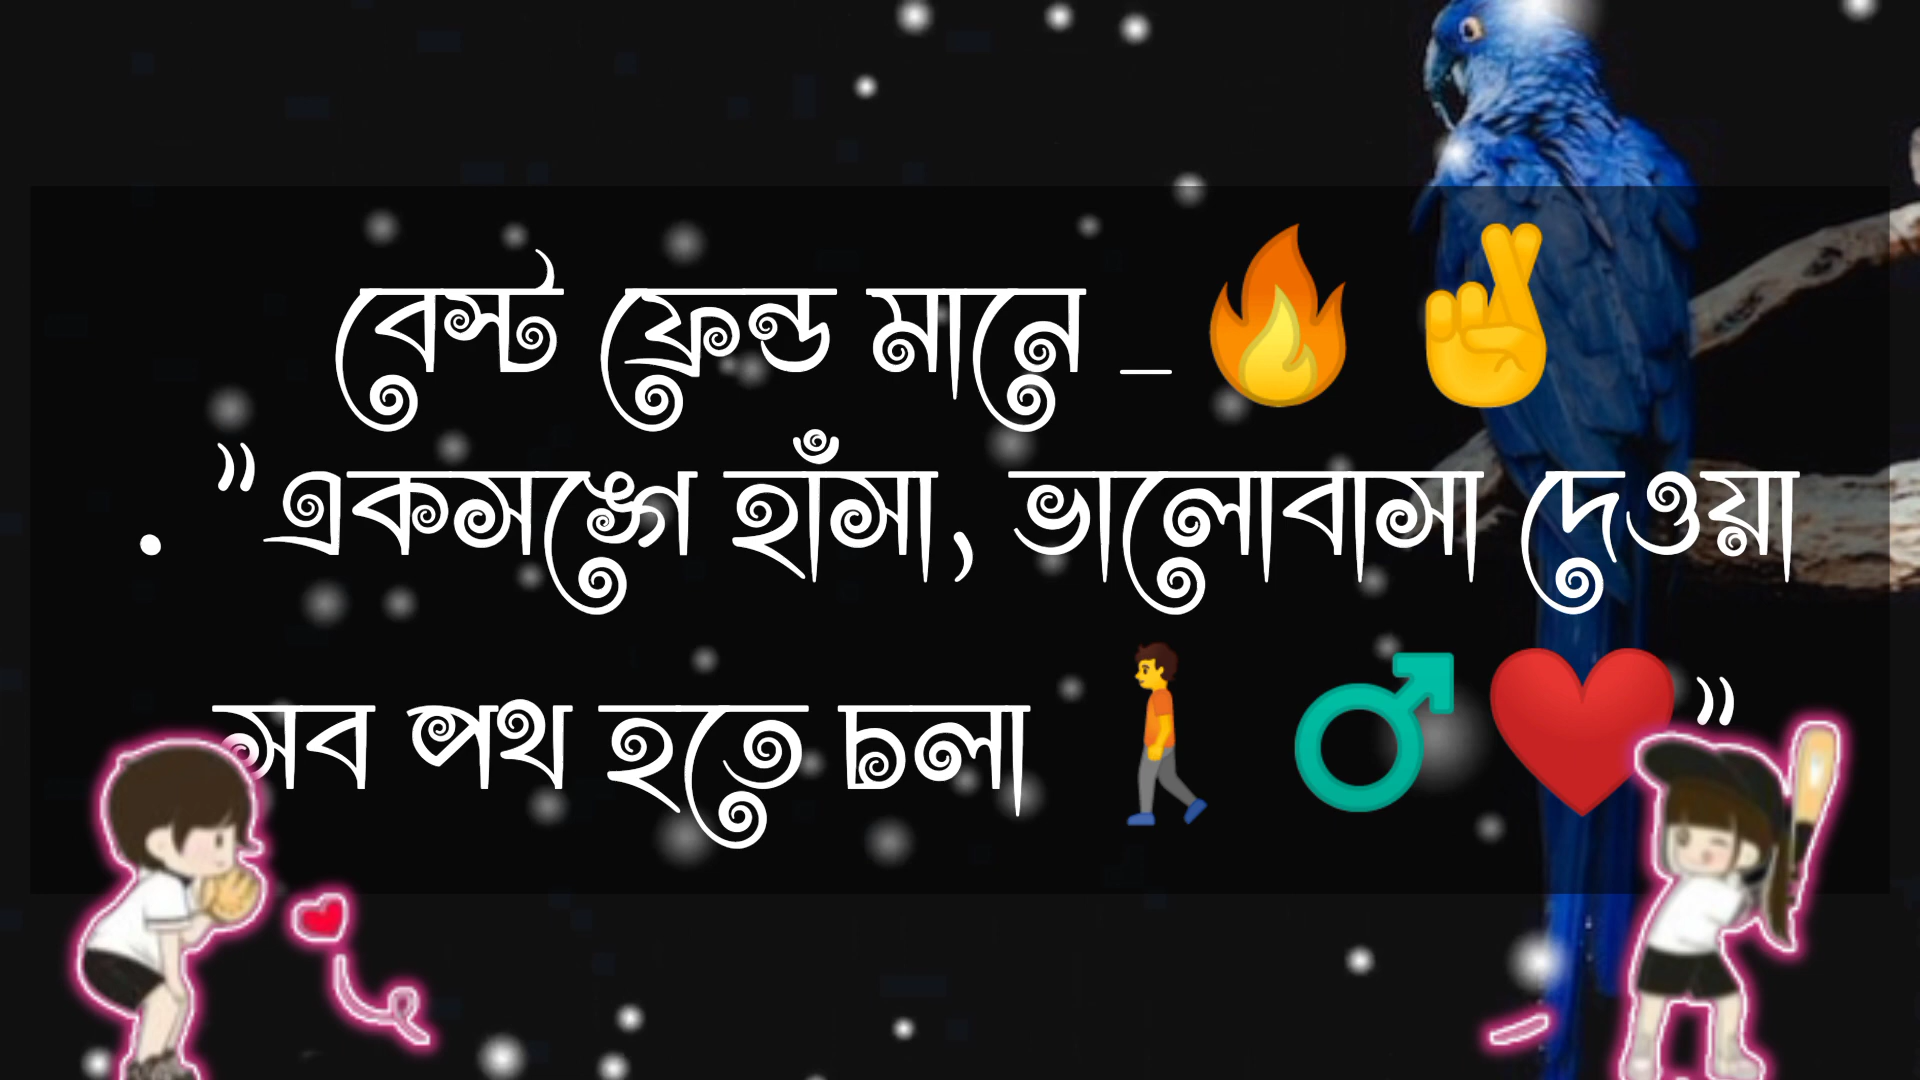 বেস্ট ফ্রেন্ড মানে _🔥 🤞
. ”একসঙ্গে হাঁসা, ভালোবাসা দেওয়া
সব পথ হতে চলা 🚶 ♂️❤️”